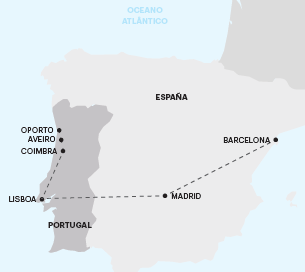 OCEANO
ATLÁNTICO
ESPAÑA
OPORTO
AVEIRO
COIMBRA
BARCELONA
LISBOA
MADRID
PORTUGAL